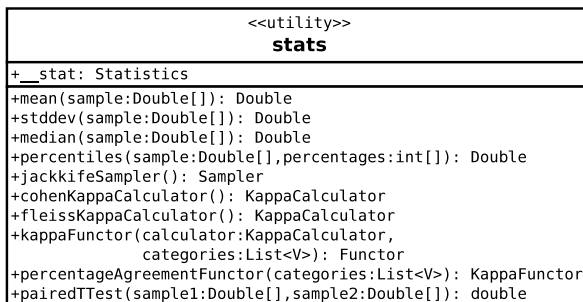 <<utility>>
stats
+__stat: Statistics
+mean(sample:Double[]): Double
+stddev(sample:Double[]): Double
+median(sample:Double[]): Double
+percentiles(sample:Double[],percentages:int[]): Double
+jackkifeSampler(): Sampler
+cohenKappaCalculator(): KappaCalculator
+fleissKappaCalculator(): KappaCalculator
+kappaFunctor(calculator:KappaCalculator,
categories:List<V>): Functor
+percentageAgreementFunctor(categories:List<V>): KappaFunctor
+pairedTTest(sample1:Double[],sample2:Double[]): double